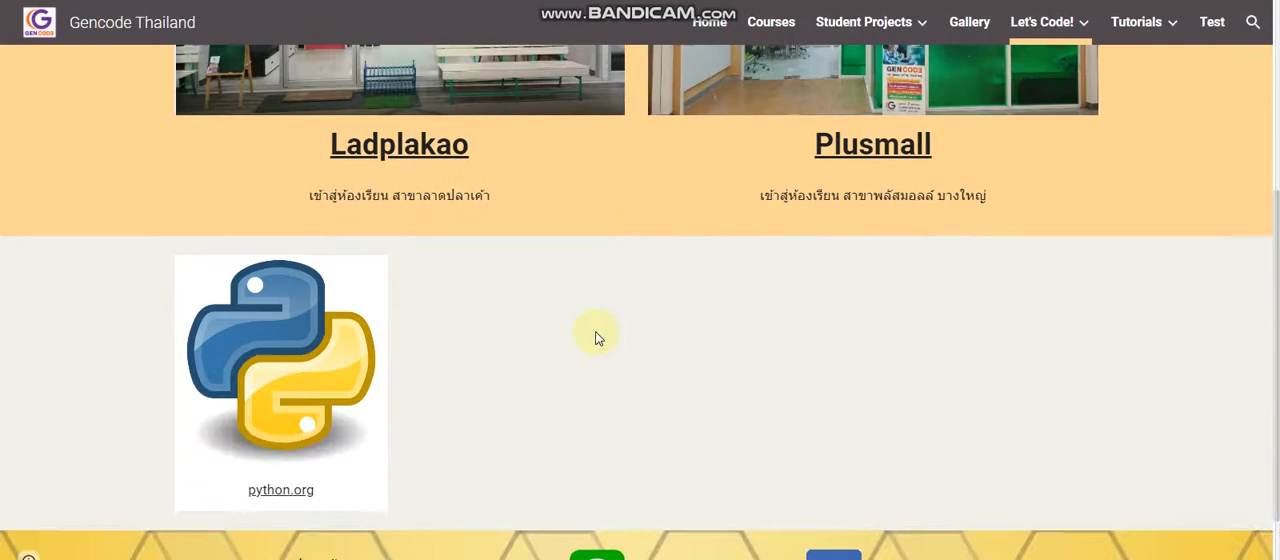 www.BANDICAM.com
GENCODE
Gencode Thailand
Home
Courses
Student Projects
Gallery
Let's Code!
Tutorials
Test
GENCODE
Ladplakao
Plusmall
เข้าสู่ห้องเรียน สาขาลาดปลาเค้า
เข้าสู่ห้องเรียน สาขาพลัสมอลล์ บางใหญ่
python.org